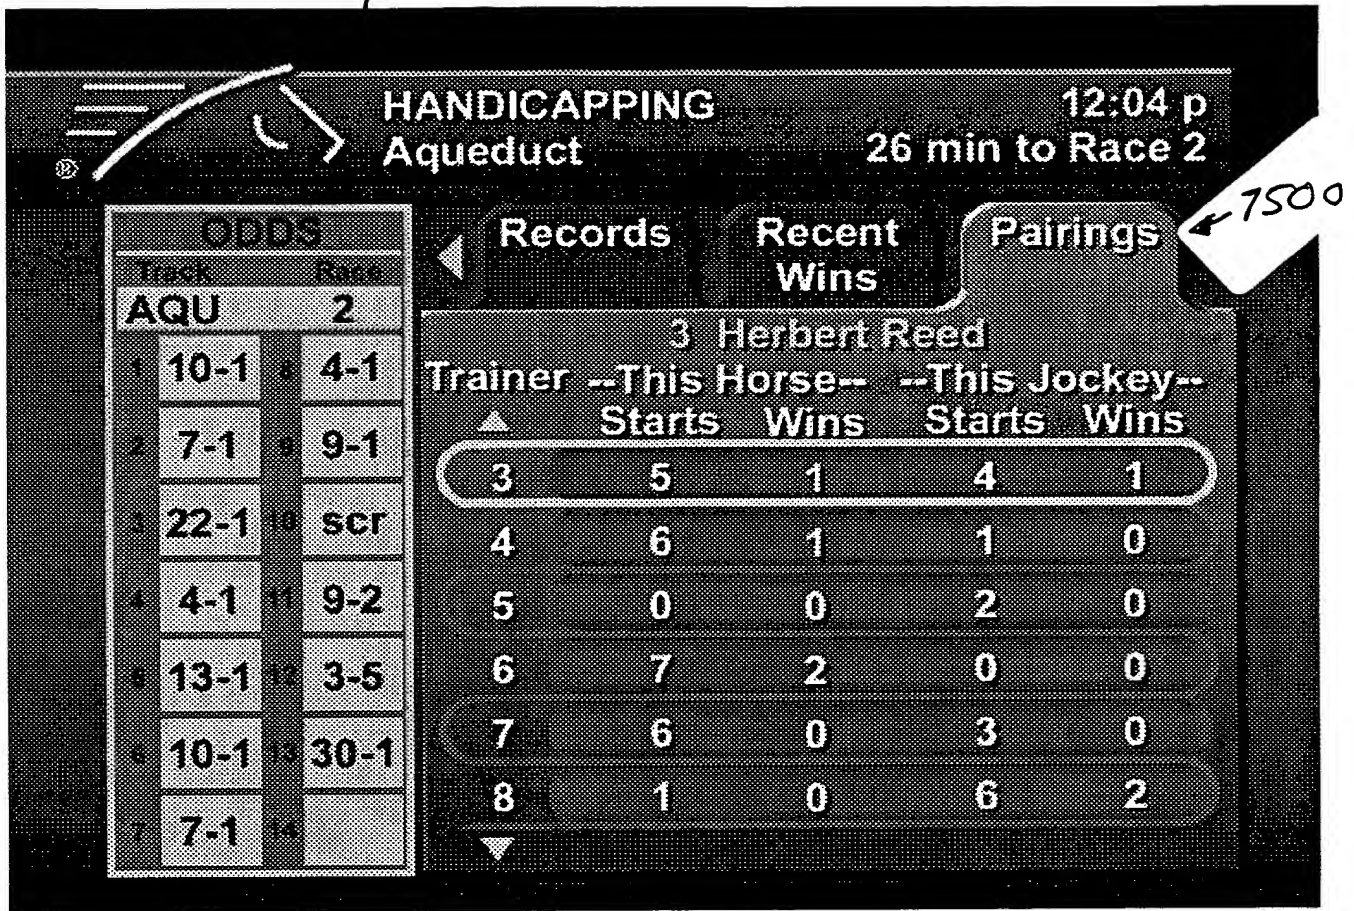 HANDICAPPING
Aqueduct
12:04 p
26 min to Race 2
®
7500
ODDS
Track Race
AQU 2
1 10-1 8 4-1
2 7-1 9 9-1
3 22-1 10 scr
4 4-1 11 9-2
5 13-1 12 3-5
6 10-1 13 30-1
7 7-1 14
Records
Recent
Wins
Pairings
3 Herbert Reed
Trainer --This Horse-- --This Jockey--
Starts Wins Starts Wins
3 5 1 4 1
4 6 1 1 0
5 0 0 2 0
6 7 2 0 0
7 6 0 3 0
8 1 0 6 2